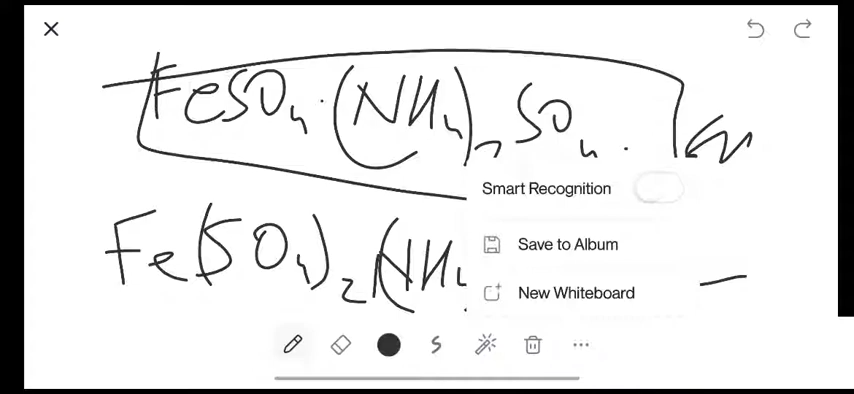 FeSO4.(NH4)2SO4.
Smart Recognition
Fe(SO4)2(NH4
Save to Album
New Whiteboard